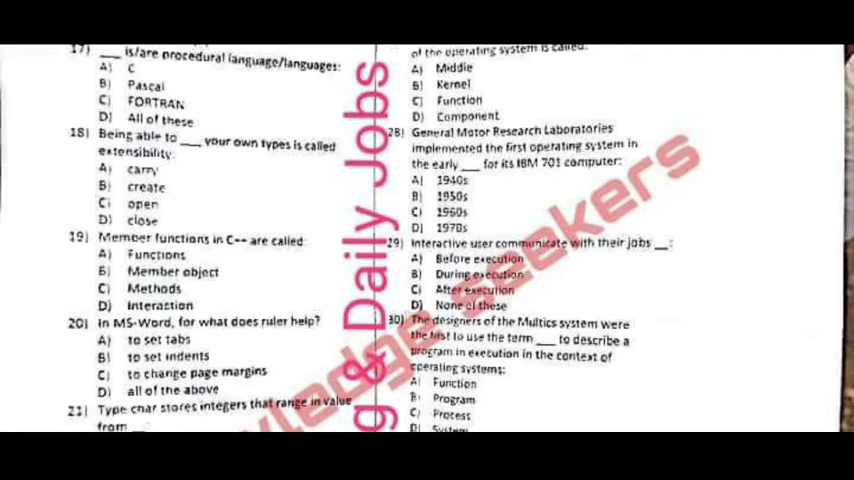 17) ___ is/are procedural language/languages:
A) C
B) Pascal
C) FORTRAN
D) All of these
18) Being able to ___ your own types is called
extensibility.
A) carry
B) create
C) open
D) close
19) Member functions in C++ are called:
A) Functions
B) Member object
C) Methods
D) Interaction
20) In MS-Word, for what does ruler help?
A) to set tabs
B) to set indents
C) to change page margins
D) all of the above
21) Type char stores integers that range in value
from __
of the operating system is called:
A) Middle
B) Kernel
C) Function
D) Component
28) General Motor Research Laboratories
implemented the first operating system in
the early ___ for its IBM 701 computer:
A) 1940s
B) 1950s
C) 1960s
D) 1970s
29) Interactive user communicate with their jobs __:
A) Before execution
B) During execution
C) After execution
D) None of these
30) The designers of the Multics system were
the first to use the term ___ to describe a
program in execution in the context of
operating systems:
A) Function
B) Program
C) Process
D) System
g & Daily Jobs
wledge seekers